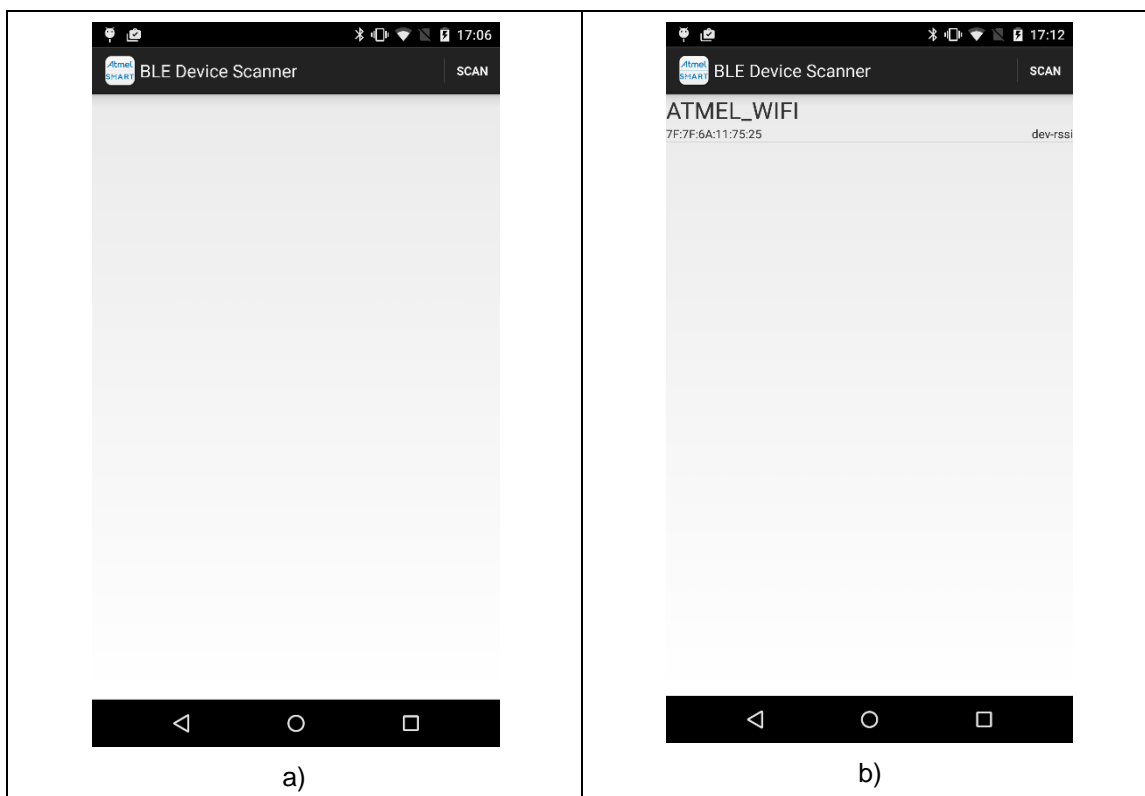 17:06
Atmel
SMART
BLE Device Scanner
SCAN
a)
17:12
Atmel
SMART
BLE Device Scanner
SCAN
ATMEL_WIFI
7F:7F:6A:11:75:25
dev-rssi
b)